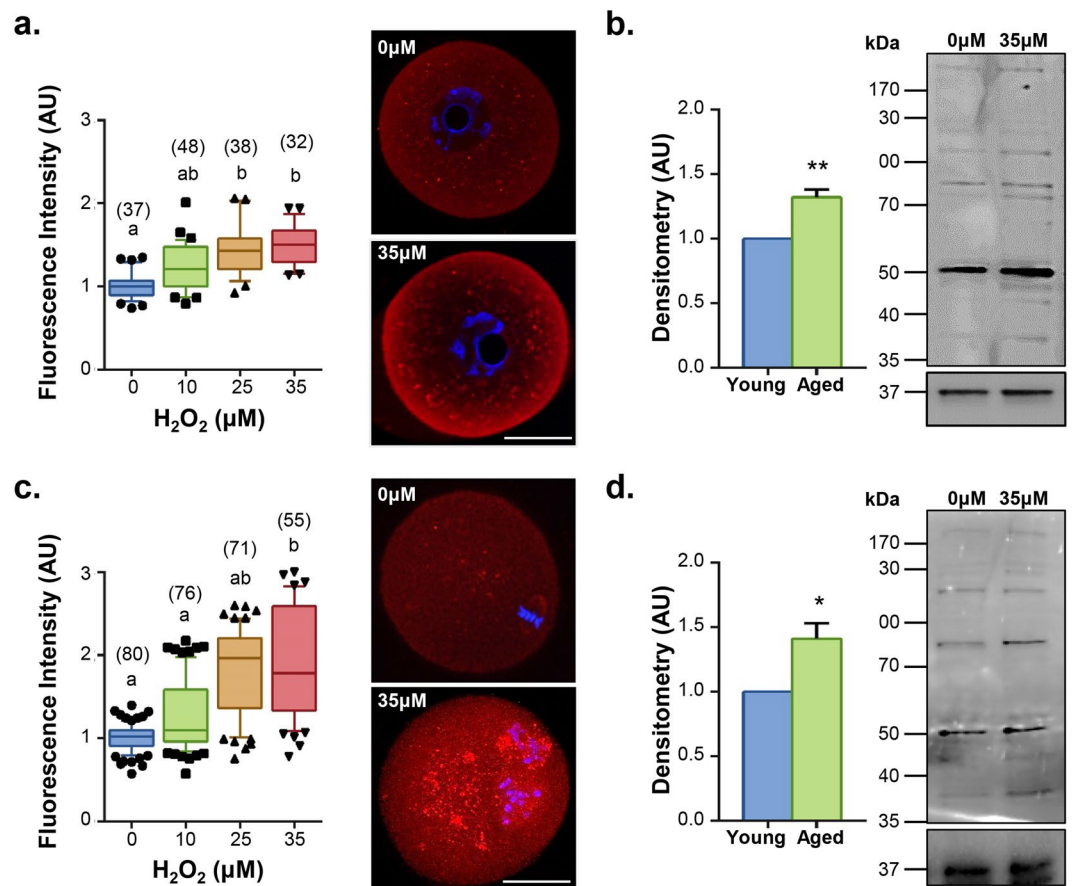 a.
Fluorescence Intensity (AU)
3
2
1
0
(37)
a
(48)
ab
(38)
b
(32)
b
0 10 25 35
H₂O₂ (µM)
0µM
35µM
b.
Densitometry (AU)
2.0
1.5
1.0
0.5
0.0
**
Young Aged
kDa 0µM 35µM
170
30
00
70
50
40
35
37
c.
Fluorescence Intensity (AU)
3
2
1
0
(80)
a
(76)
a
(71)
ab
(55)
b
0 10 25 35
H₂O₂ (µM)
0µM
35µM
d.
Densitometry (AU)
2.0
1.5
1.0
0.5
0.0
*
Young Aged
kDa 0µM 35µM
170
30
00
70
50
40
35
37